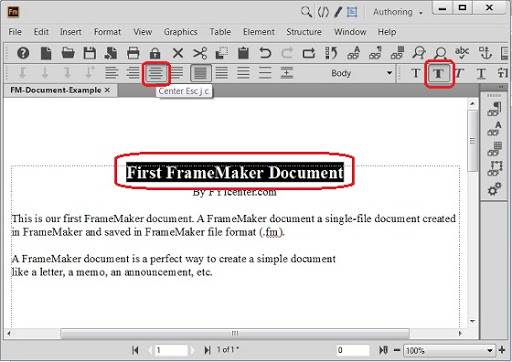 Fm
Authoring
File Edit Insert Format View Graphics Table Element Structure Window Help
Body
FM-Document-Example ×
Center Esc j c
First FrameMaker Document
By FYIcenter.com
This is our first FrameMaker document. A FrameMaker document a single-file document created
in FrameMaker and saved in FrameMaker file format (.fm).
A FrameMaker document is a perfect way to create a simple document
like a letter, a memo, an announcement, etc.
1
1 of 1 *
0
100%